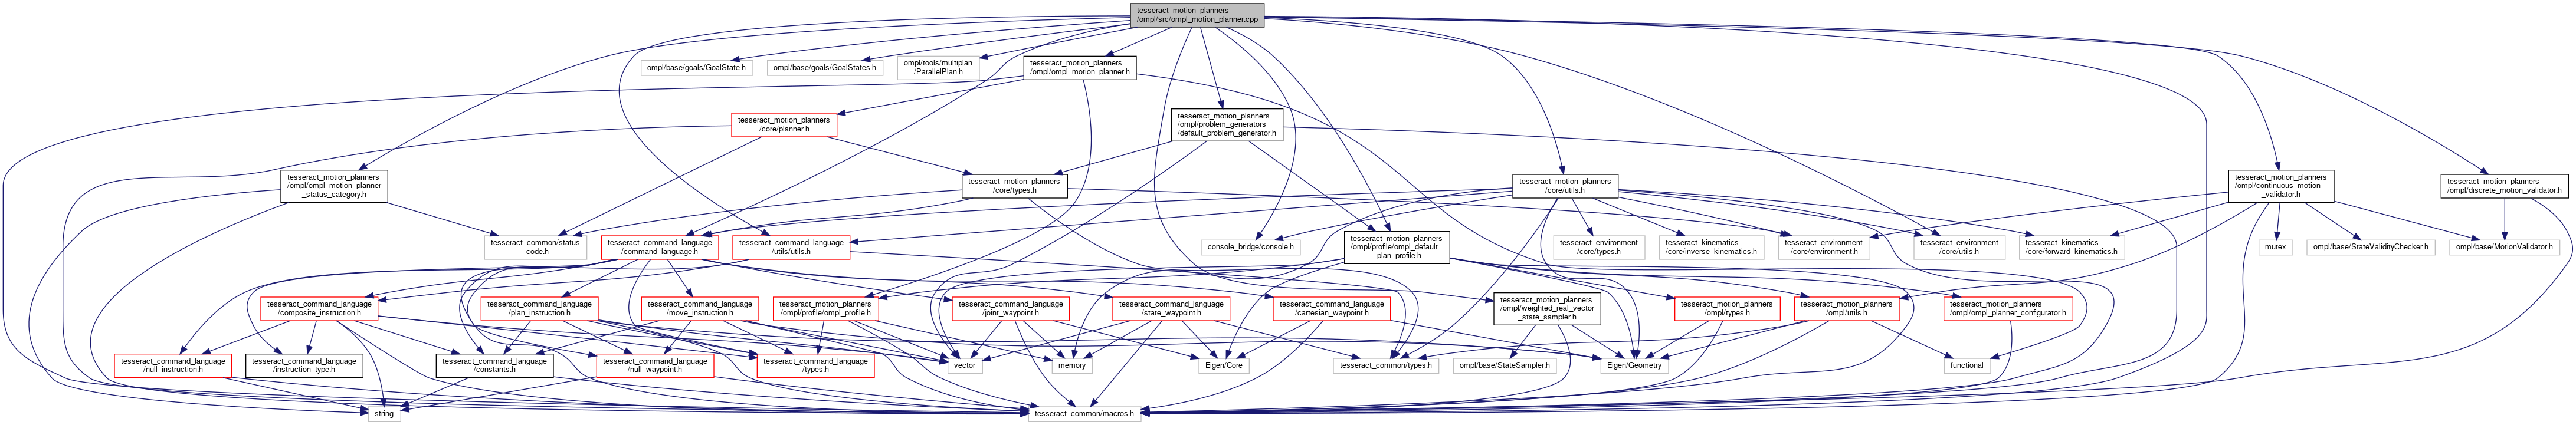 tesseract_motion_planners
/ompl/src/ompl_motion_planner.cpp
ompl/base/goals/GoalState.h
ompl/base/goals/GoalStates.h
ompl/tools/multiplan
/ParallelPlan.h
tesseract_motion_planners
/ompl/ompl_motion_planner.h
tesseract_motion_planners
/core/planner.h
tesseract_motion_planners
/ompl/problem_generators
/default_problem_generator.h
tesseract_motion_planners
/ompl/ompl_motion_planner
_status_category.h
tesseract_motion_planners
/core/types.h
tesseract_motion_planners
/core/utils.h
tesseract_motion_planners
/ompl/continuous_motion
_validator.h
tesseract_motion_planners
/ompl/discrete_motion_validator.h
tesseract_common/status
_code.h
tesseract_command_language
/command_language.h
tesseract_command_language
/utils/utils.h
console_bridge/console.h
tesseract_motion_planners
/ompl/profile/ompl_default
_plan_profile.h
tesseract_environment
/core/types.h
tesseract_kinematics
/core/inverse_kinematics.h
tesseract_environment
/core/environment.h
tesseract_environment
/core/utils.h
tesseract_kinematics
/core/forward_kinematics.h
mutex
ompl/base/StateValidityChecker.h
ompl/base/MotionValidator.h
tesseract_command_language
/composite_instruction.h
tesseract_command_language
/plan_instruction.h
tesseract_command_language
/move_instruction.h
tesseract_motion_planners
/ompl/profile/ompl_profile.h
tesseract_command_language
/joint_waypoint.h
tesseract_command_language
/state_waypoint.h
tesseract_command_language
/cartesian_waypoint.h
tesseract_motion_planners
/ompl/weighted_real_vector
_state_sampler.h
tesseract_motion_planners
/ompl/types.h
tesseract_motion_planners
/ompl/utils.h
tesseract_motion_planners
/ompl/ompl_planner_configurator.h
tesseract_command_language
/null_instruction.h
tesseract_command_language
/instruction_type.h
tesseract_command_language
/constants.h
tesseract_command_language
/null_waypoint.h
tesseract_command_language
/types.h
vector
memory
Eigen/Core
tesseract_common/types.h
ompl/base/StateSampler.h
Eigen/Geometry
functional
string
tesseract_common/macros.h